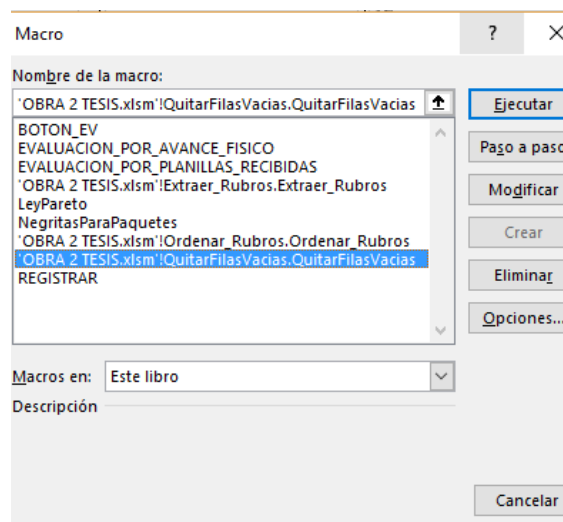 Macro
?
Nombre de la macro:
'OBRA 2 TESIS.xlsm'!QuitarFilasVacias.QuitarFilasVacias
Ejecutar
BOTON_EV
EVALUACION_POR_AVANCE_FISICO
EVALUACION_POR_PLANILLAS_RECIBIDAS
'OBRA 2 TESIS.xlsm'!Extraer_Rubros.Extraer_Rubros
LeyPareto
NegritasParaPaquetes
'OBRA 2 TESIS.xlsm'!Ordenar_Rubros.Ordenar_Rubros
'OBRA 2 TESIS.xlsm'!QuitarFilasVacias.QuitarFilasVacias
REGISTRAR
Paso a paso
Modificar
Crear
Eliminar
Opciones...
Macros en: Este libro
Descripción
Cancelar